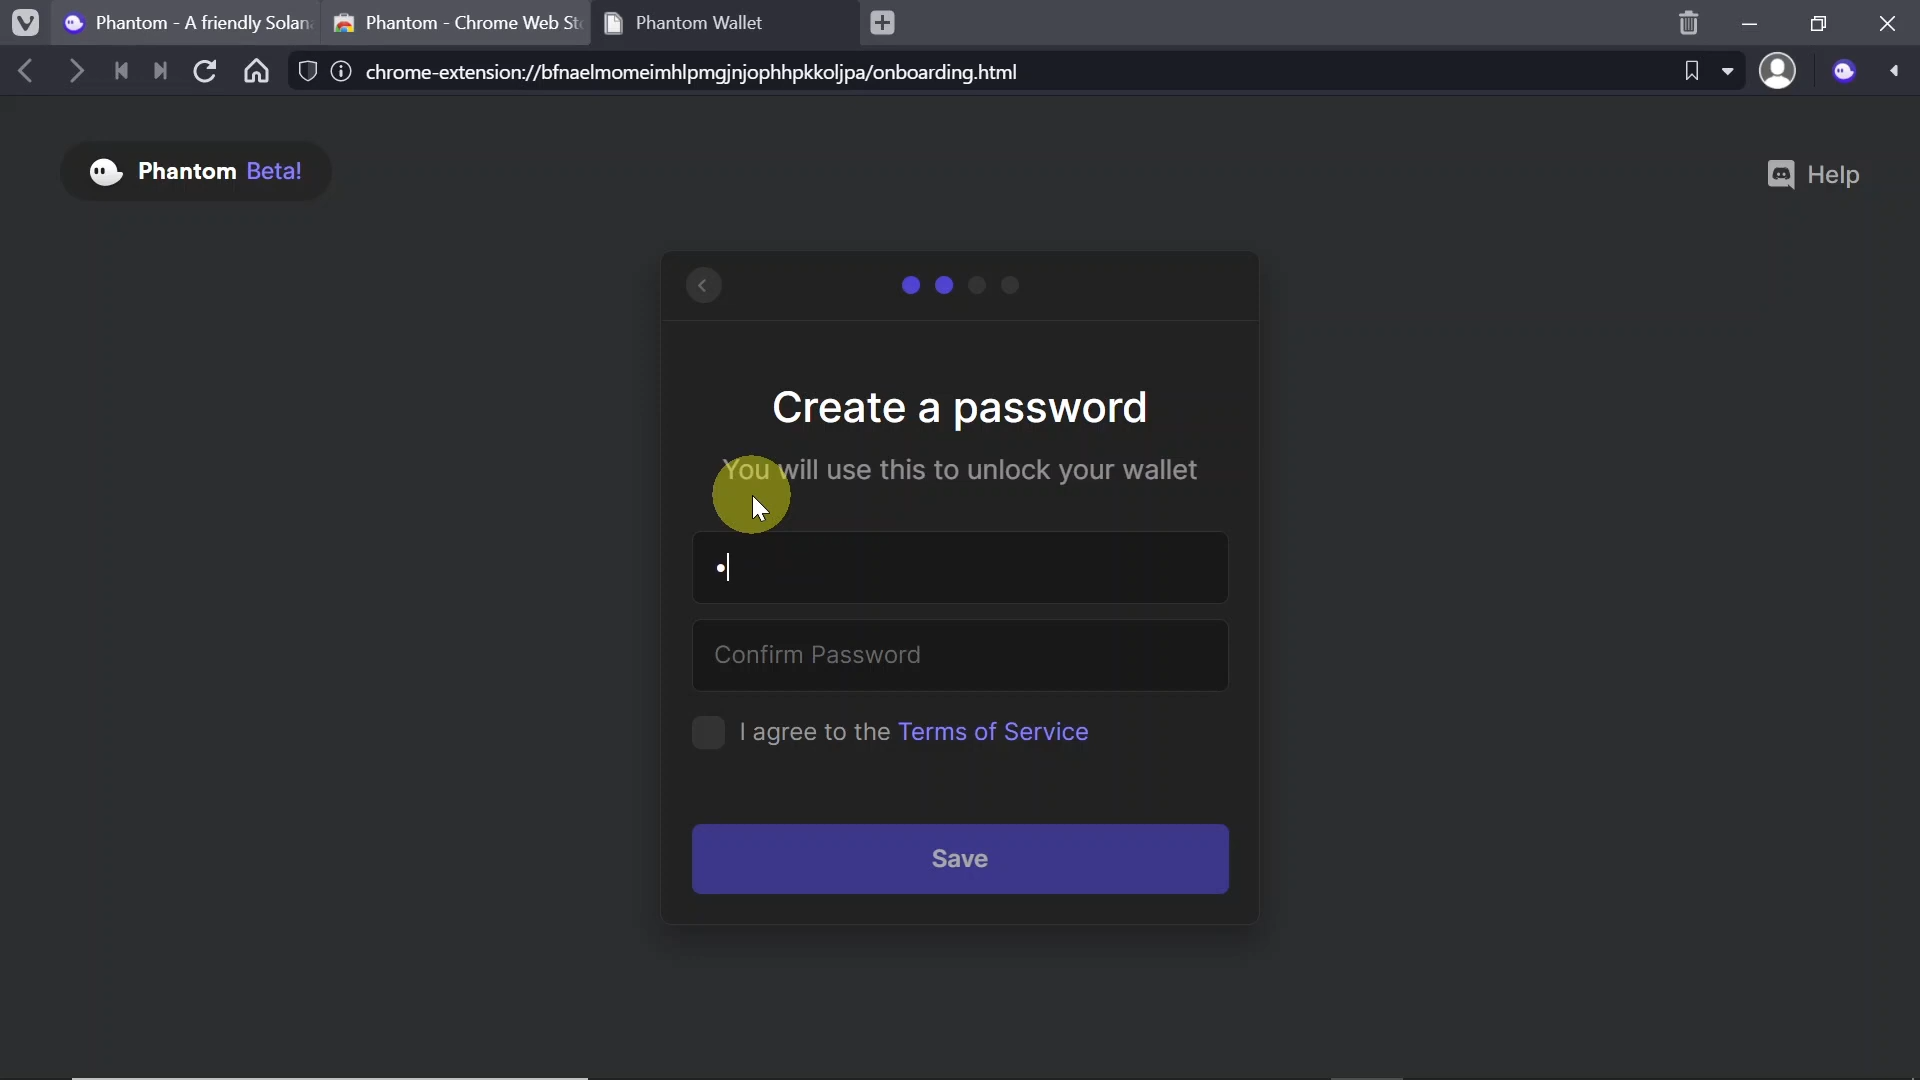 Phantom - A friendly Solan
Phantom - Chrome Web Sto
Phantom Wallet
chrome-extension://bfnaelmomeimhlpmgjnjophhpkkoljpa/onboarding.html
Phantom Beta!
Help
Create a password
You will use this to unlock your wallet
Confirm Password
I agree to the Terms of Service
Save